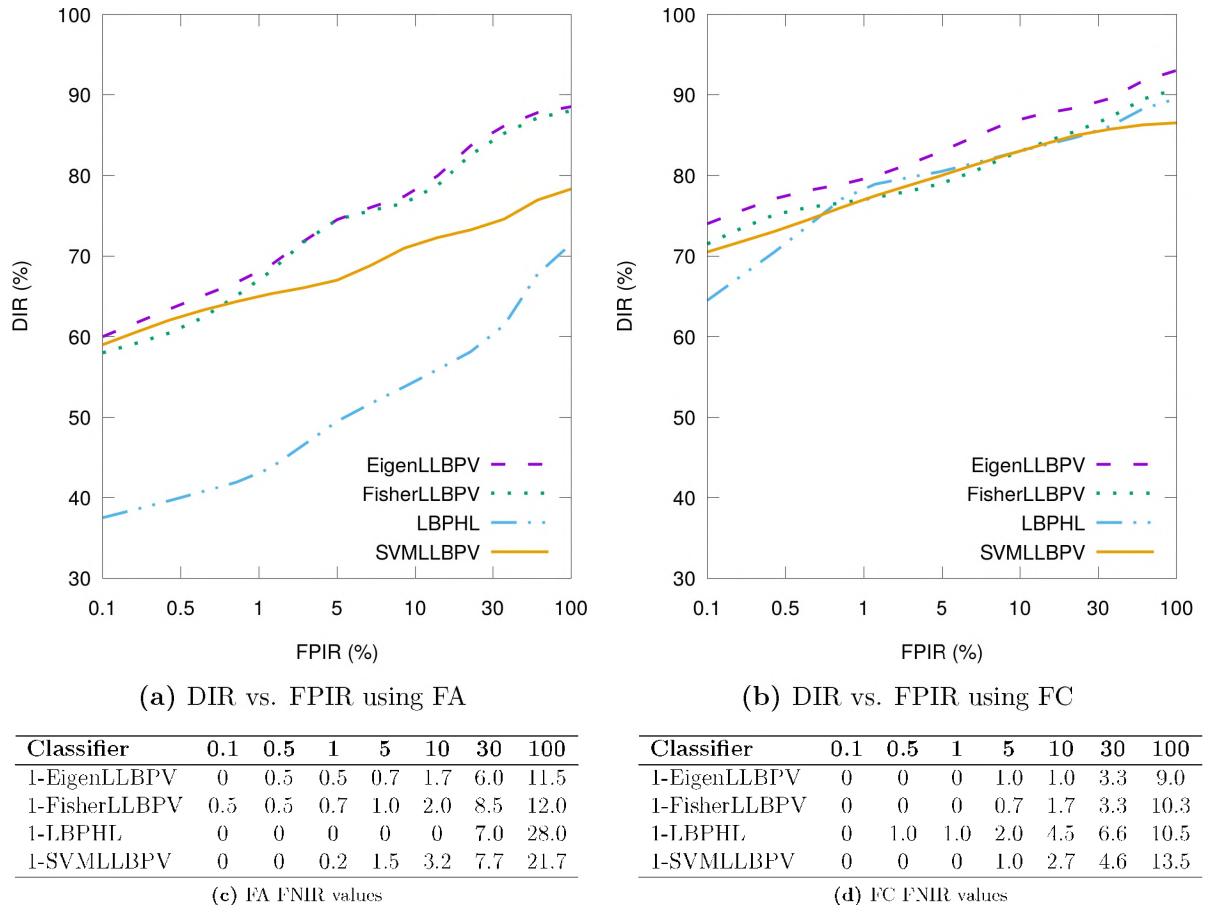 100
90
80
70
60
50
40
30
DIR (%)
EigenLLBPV
FisherLLBPV
LBPHL
SVMLLBPV
0.1 0.5 1 5 10 30 100
FPIR (%)
(a) DIR vs. FPIR using FA
100
90
80
70
60
50
40
30
DIR (%)
EigenLLBPV
FisherLLBPV
LBPHL
SVMLLBPV
0.1 0.5 1 5 10 30 100
FPIR (%)
(b) DIR vs. FPIR using FC
Classifier 0.1 0.5 1 5 10 30 100
1-EigenLLBPV 0 0.5 0.5 0.7 1.7 6.0 11.5
1-FisherLLBPV 0.5 0.5 0.7 1.0 2.0 8.5 12.0
1-LBPHL 0 0 0 0 0 7.0 28.0
1-SVMLLBPV 0 0 0.2 1.5 3.2 7.7 21.7
(c) FA FNIR values
Classifier 0.1 0.5 1 5 10 30 100
1-EigenLLBPV 0 0 0 1.0 1.0 3.3 9.0
1-FisherLLBPV 0 0 0 0.7 1.7 3.3 10.3
1-LBPHL 0 1.0 1.0 2.0 4.5 6.6 10.5
1-SVMLLBPV 0 0 0 1.0 2.7 4.6 13.5
(d) FC FNIR values